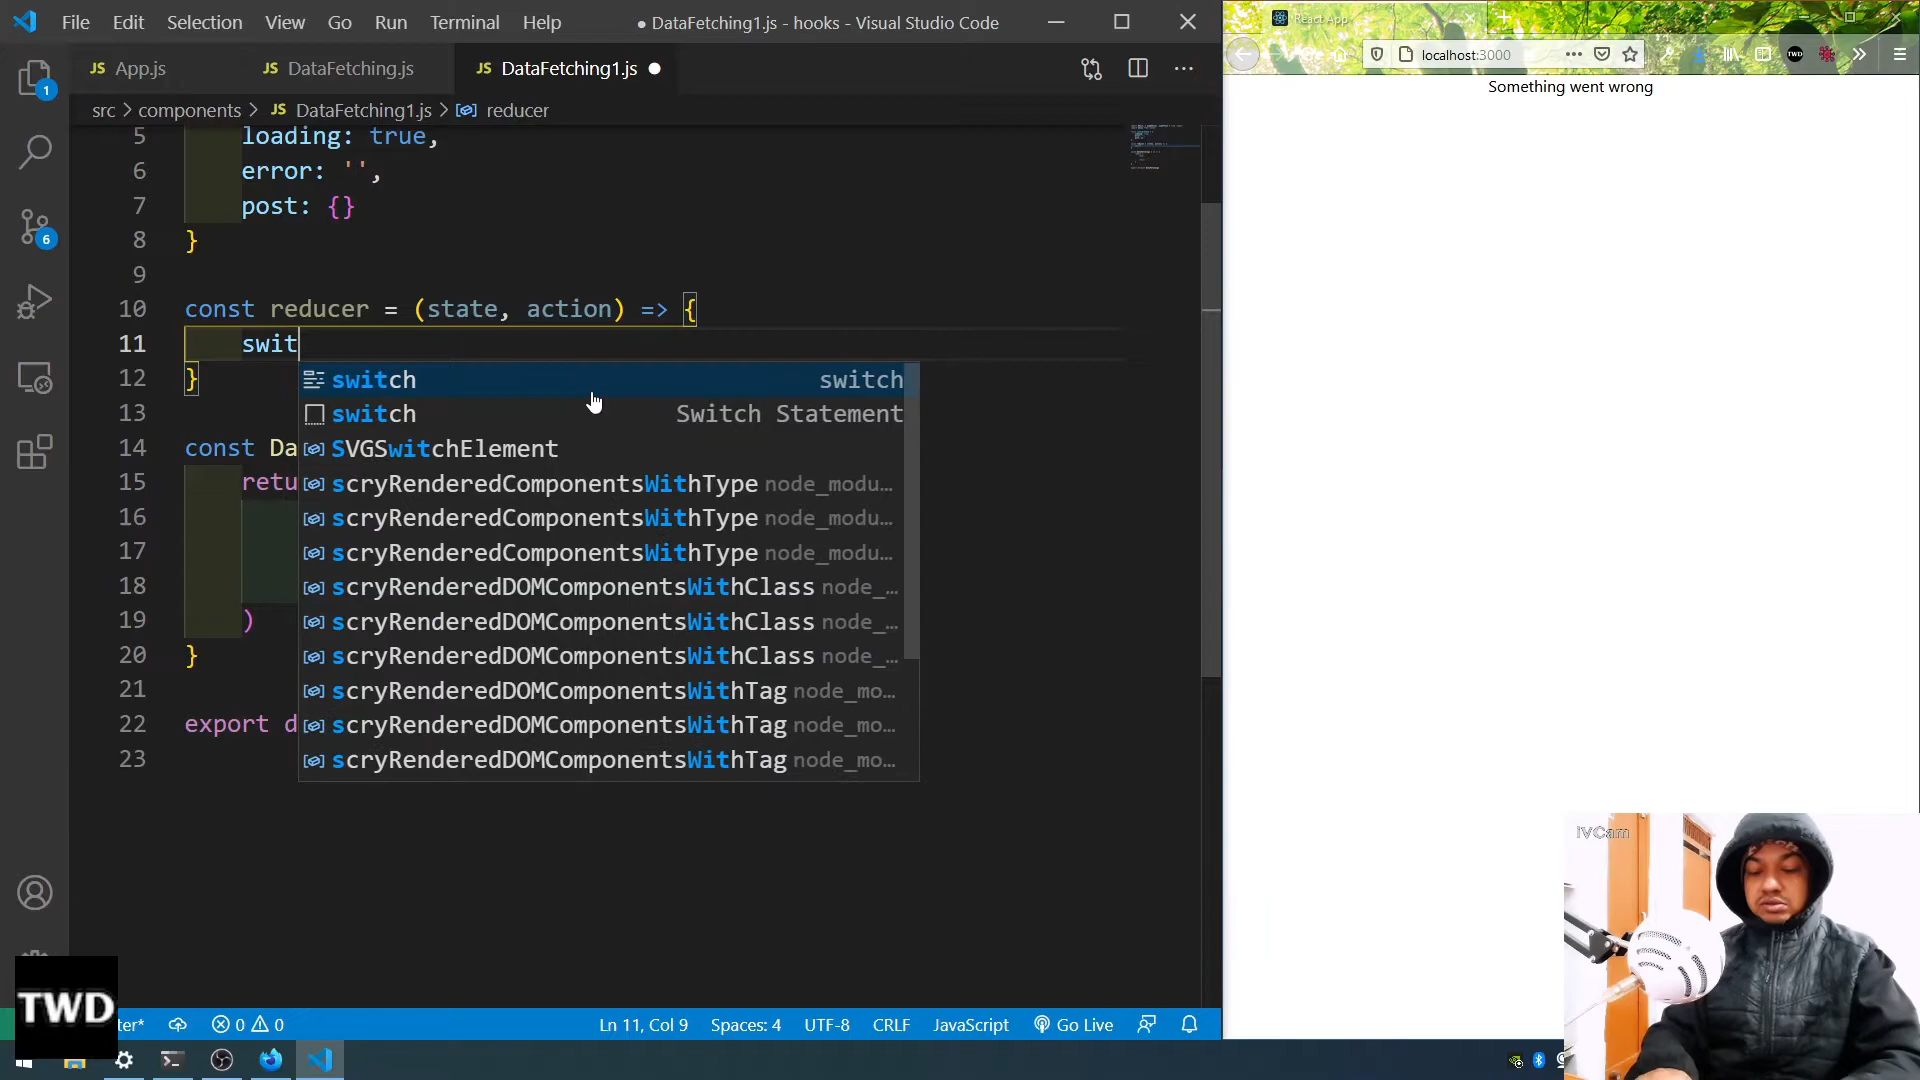 File Edit Selection View Go Run Terminal Help ● DataFetching1.js - hooks - Visual Studio Code
React App
JS App.js JS DataFetching.js JS DataFetching1.js
localhost:3000
TWD
src > components > JS DataFetching1.js > reducer
Something went wrong
1
5 loading: true,
6 error: '',
7 post: {}
8 }
6
9
10 const reducer = (state, action) => {
11 swit
12 }
switch switch
13
switch Switch Statement
14 const Da
SVGSwitchElement
15 retu
scryRenderedComponentsWithType node_modu...
16
scryRenderedComponentsWithType node_modu...
17
scryRenderedComponentsWithType node_modu...
18
scryRenderedDOMComponentsWithClass node_...
19 )
scryRenderedDOMComponentsWithClass node_...
20 }
scryRenderedDOMComponentsWithClass node_...
21
scryRenderedDOMComponentsWithTag node_mo...
22 export d
scryRenderedDOMComponentsWithTag node_mo...
23
scryRenderedDOMComponentsWithTag node_mo...
iVCam
TWD
ter* 0 0 Ln 11, Col 9 Spaces: 4 UTF-8 CRLF JavaScript Go Live